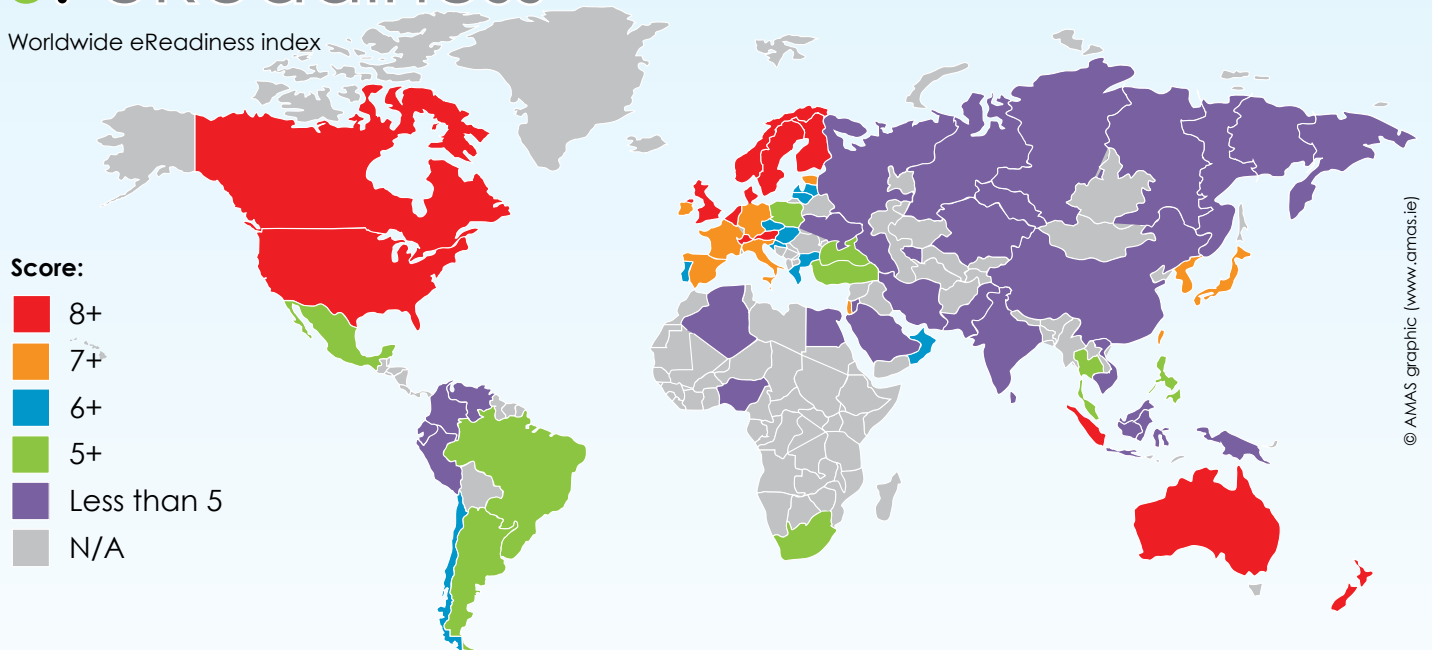 Worldwide eReadiness index
Score:
8+
7+
6+
5+
Less than 5
N/A
© AMAS graphic (www.amas.ie)